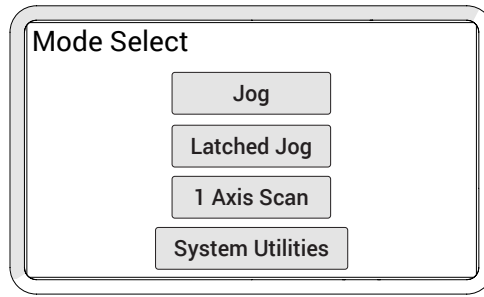 Mode Select
Jog
Latched Jog
1 Axis Scan
System Utilities